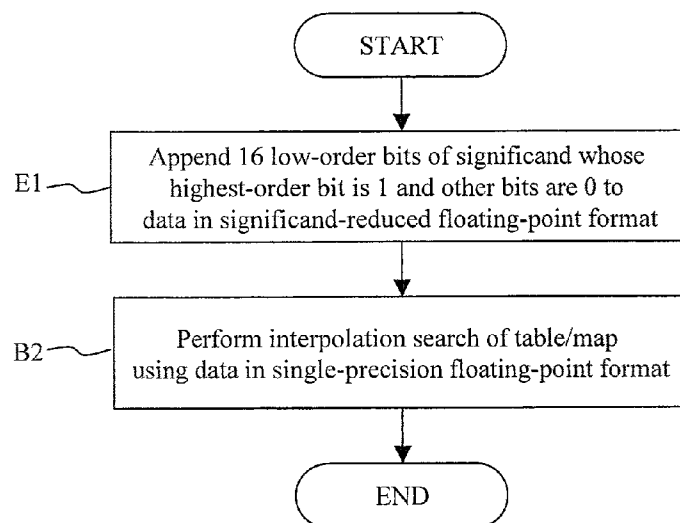 START
E1
Append 16 low-order bits of significand whose
highest-order bit is 1 and other bits are 0 to
data in significand-reduced floating-point format
B2
Perform interpolation search of table/map
using data in single-precision floating-point format
END